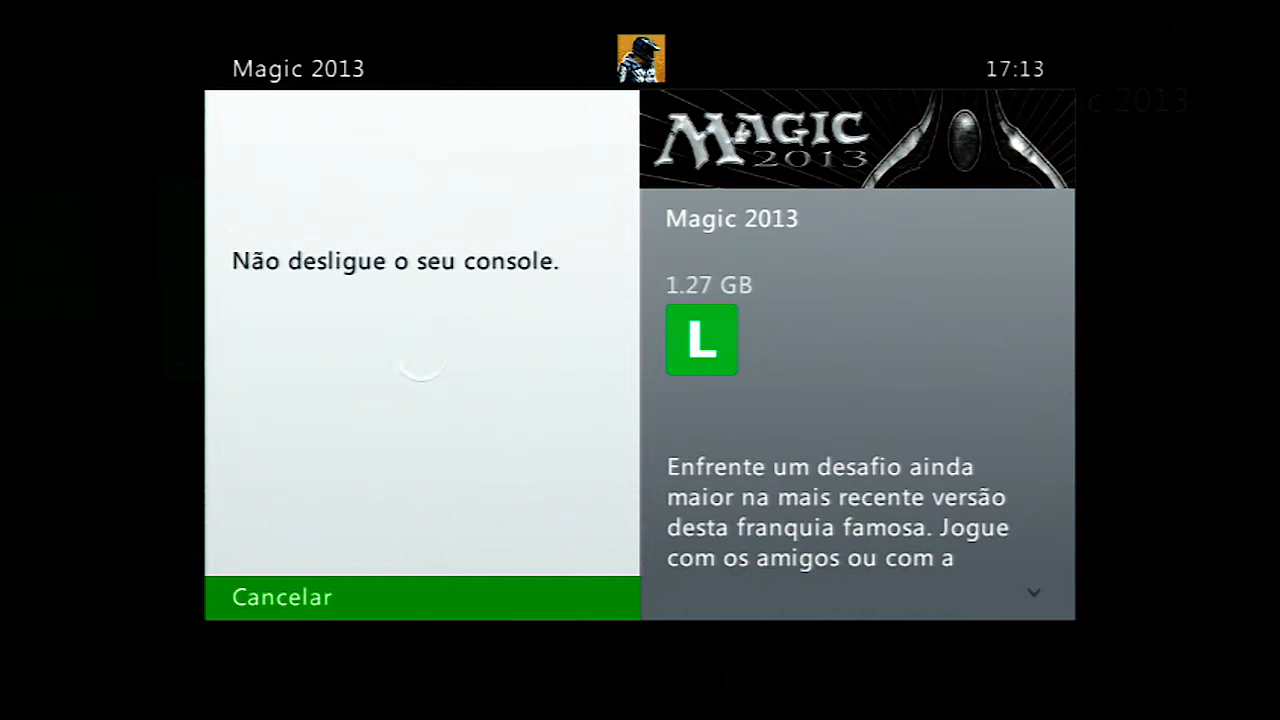 Magic 2013
17:13
Não desligue o seu console.
Cancelar
MAGIC
2013
Magic 2013
1.27 GB
L
Enfrente um desafio ainda
maior na mais recente versão
desta franquia famosa. Jogue
com os amigos ou com a